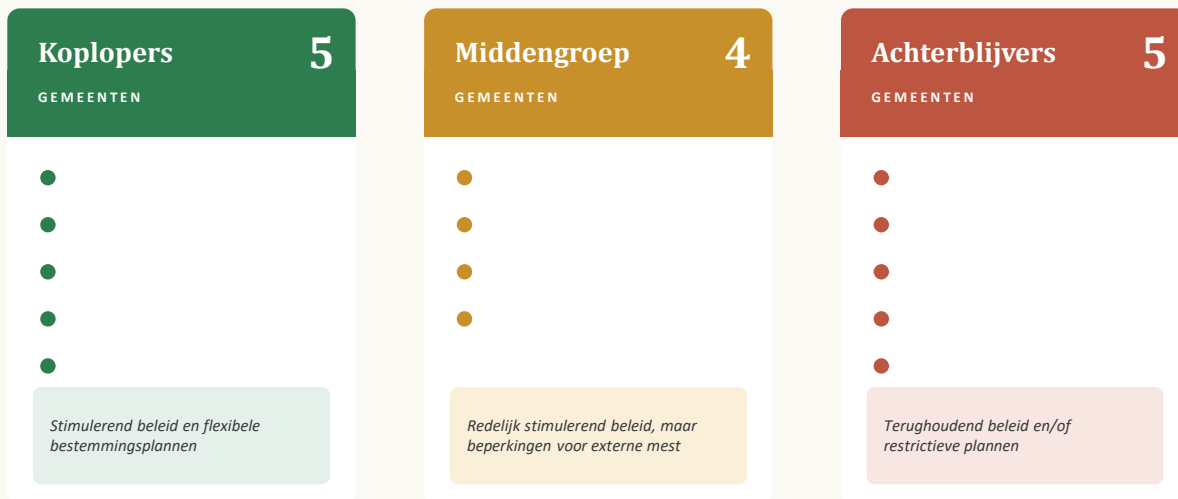 Koplopers 5
GEMEENTEN
Stimulerend beleid en flexibele
bestemmingsplannen
Middengroep 4
GEMEENTEN
Redelijk stimulerend beleid, maar
beperkingen voor externe mest
Achterblijvers 5
GEMEENTEN
Terughoudend beleid en/of
restrictieve plannen